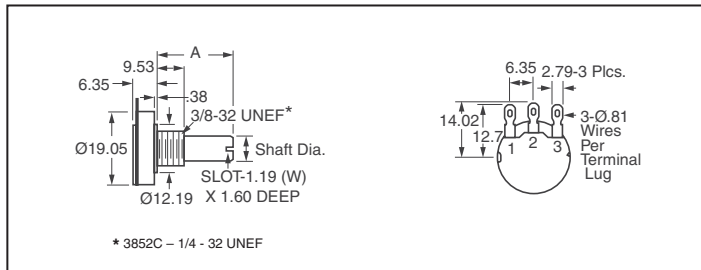 A
9.53
6.35
.38
3/8-32 UNEF*
Ø19.05
Shaft Dia.
SLOT-1.19 (W)
X 1.60 DEEP
Ø12.19
* 3852C – 1/4 - 32 UNEF
6.35
2.79-3 Plcs.
14.02
12.7
1 2 3
3-Ø.81
Wires
Per
Terminal
Lug